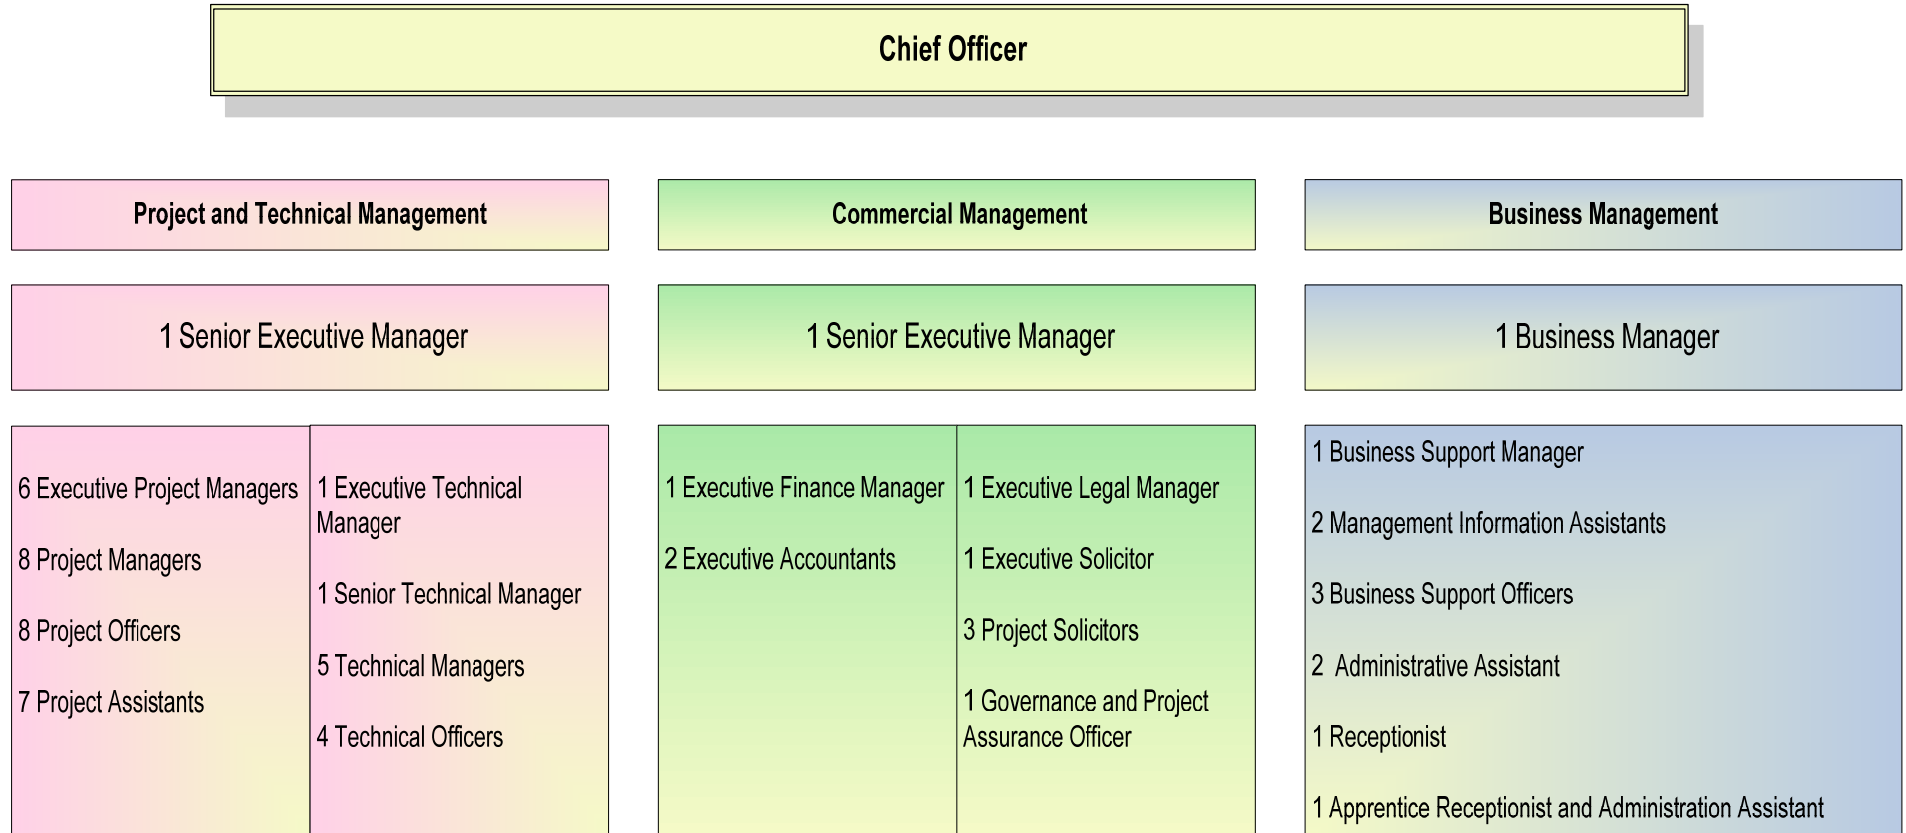 Chief Officer
Project and Technical Management
Commercial Management
Business Management
1 Senior Executive Manager
1 Senior Executive Manager
1 Business Manager
6 Executive Project Managers
8 Project Managers
8 Project Officers
7 Project Assistants
1 Executive Technical
Manager
1 Senior Technical Manager
5 Technical Managers
4 Technical Officers
1 Executive Finance Manager
2 Executive Accountants
1 Executive Legal Manager
1 Executive Solicitor
3 Project Solicitors
1 Governance and Project
Assurance Officer
1 Business Support Manager
2 Management Information Assistants
3 Business Support Officers
2 Administrative Assistant
1 Receptionist
1 Apprentice Receptionist and Administration Assistant